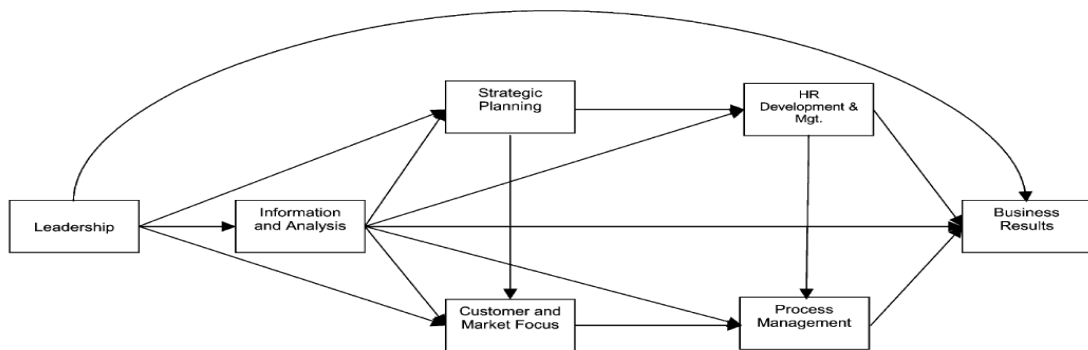 Strategic
Planning
HR
Development &
Mgt.
Leadership
Information
and Analysis
Business
Results
Customer and
Market Focus
Process
Management